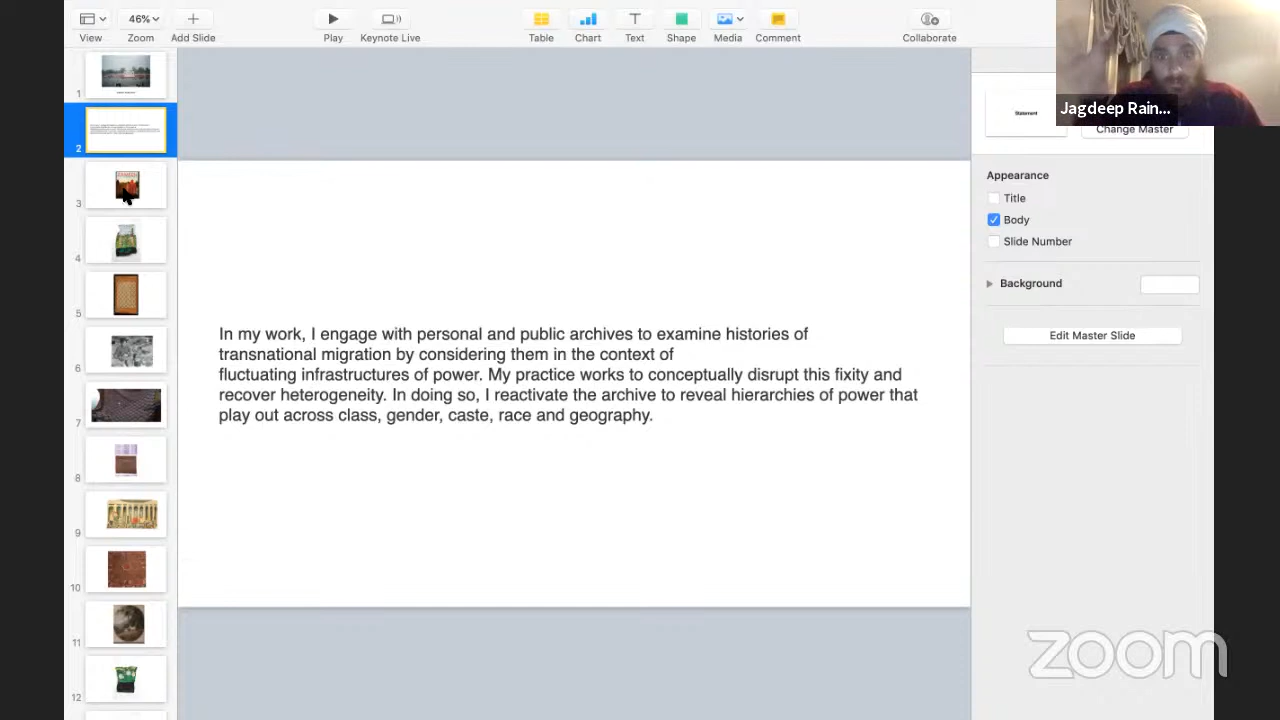 46%
View
Zoom
Add Slide
Play
Keynote Live
Table
Chart
Text
Shape
Media
Comment
Collaborate
Jagdeep Rain...
Statement
Change Master
Appearance
Title
Body
Slide Number
Background
Edit Master Slide
1
2
3
4
5
6
7
8
9
10
11
12
In my work, I engage with personal and public archives to examine histories of
transnational migration by considering them in the context of
fluctuating infrastructures of power. My practice works to conceptually disrupt this fixity and
recover heterogeneity. In doing so, I reactivate the archive to reveal hierarchies of power that
play out across class, gender, caste, race and geography.
zoom